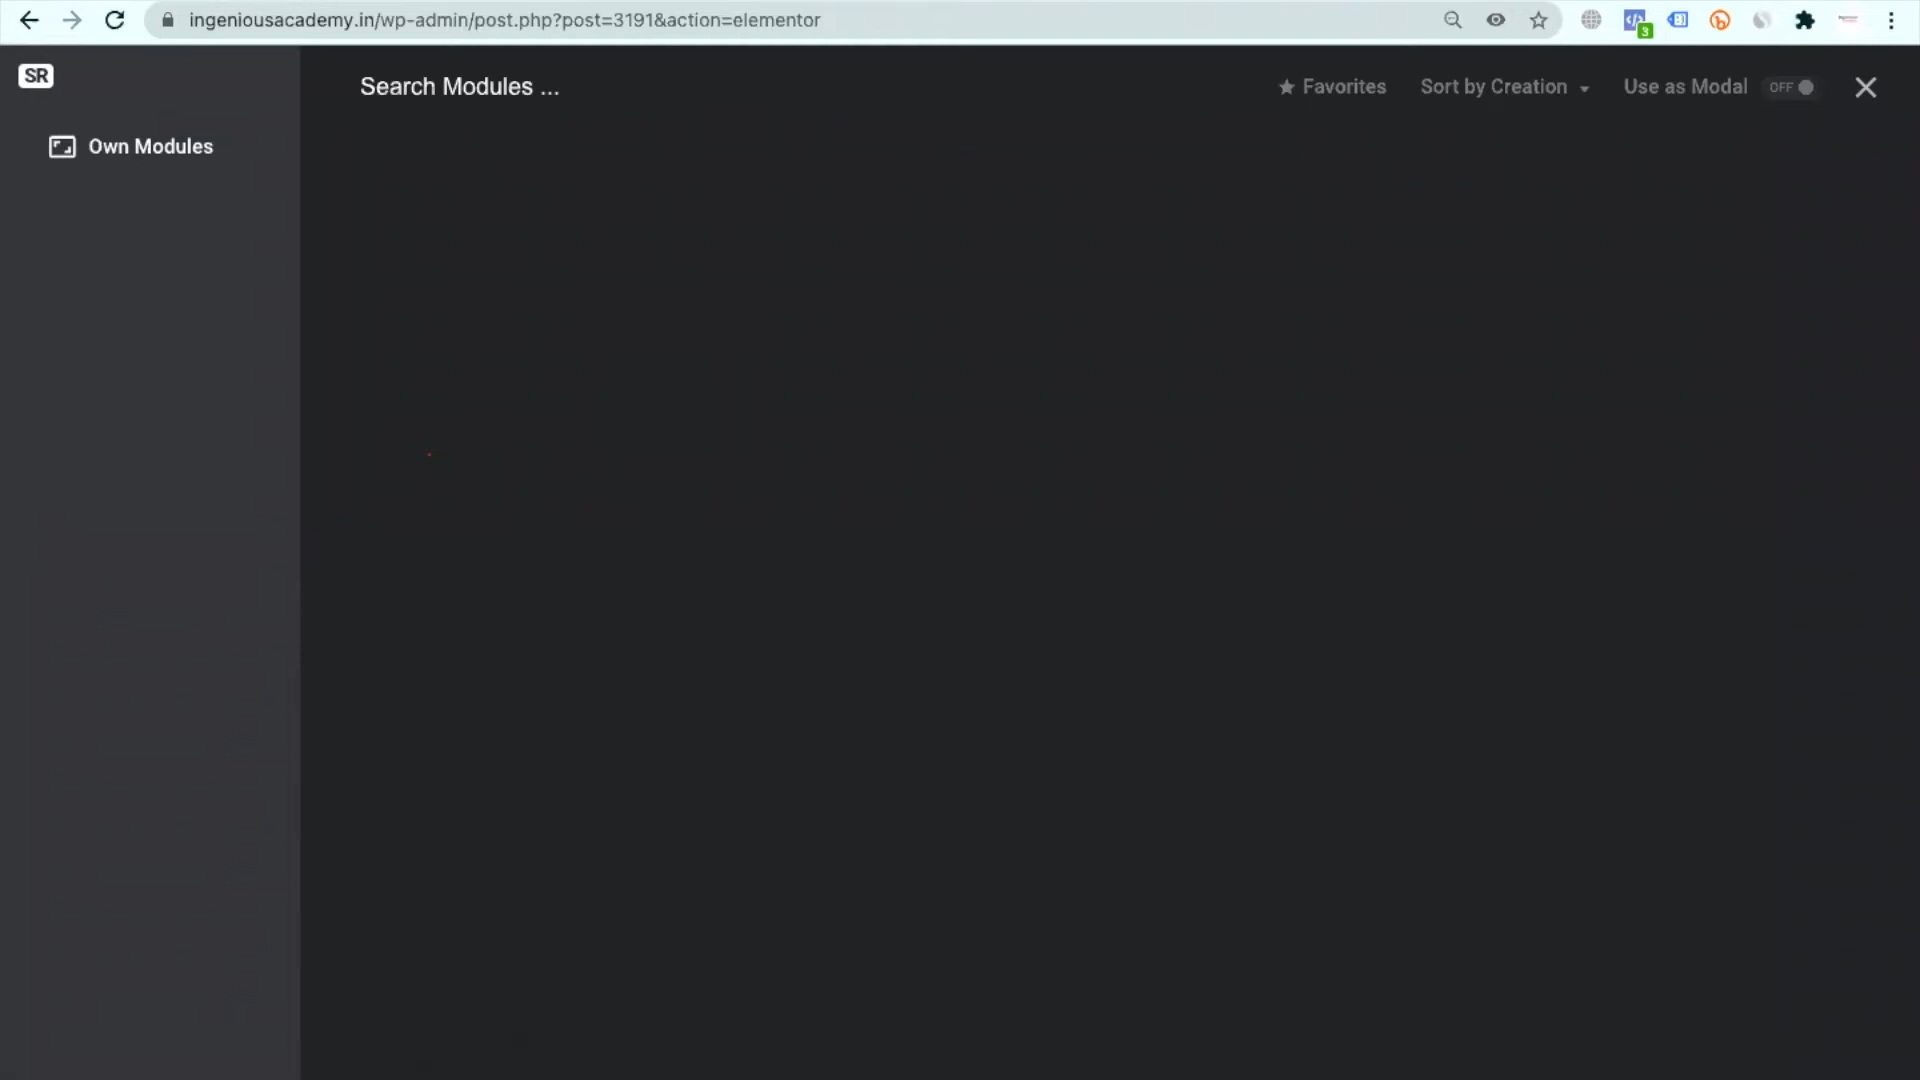 ingeniousacademy.in/wp-admin/post.php?post=3191&action=elementor
3
SR
Search Modules ...
Favorites
Sort by Creation
Use as Modal
OFF
Own Modules